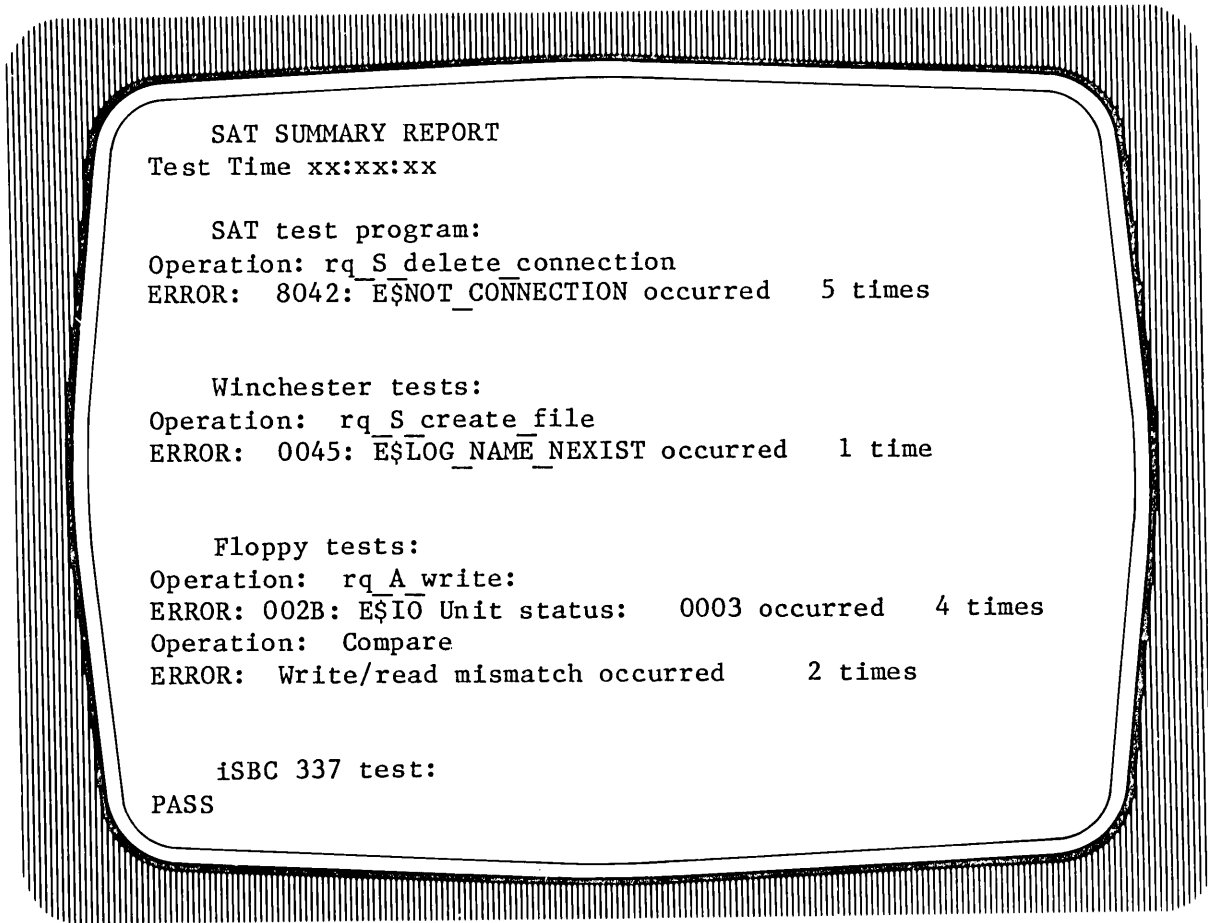 SAT SUMMARY REPORT
Test Time xx:xx:xx
SAT test program:
Operation: rq_S_delete_connection
ERROR: 8042: E$NOT_CONNECTION occurred 5 times
Winchester tests:
Operation: rq_S_create_file
ERROR: 0045: E$LOG_NAME_NEXIST occurred 1 time
Floppy tests:
Operation: rq_A_write:
ERROR: 002B: E$IO Unit status: 0003 occurred 4 times
Operation: Compare
ERROR: Write/read mismatch occurred 2 times
iSBC 337 test:
PASS